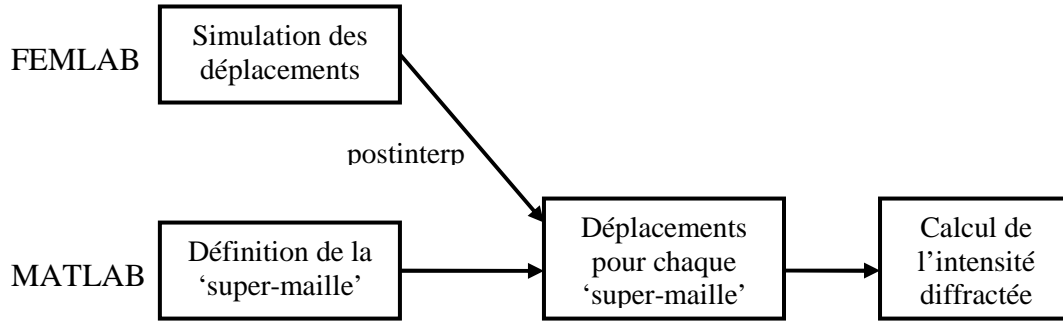 FEMLAB
Simulation des
déplacements
postinterp
MATLAB
Définition de la
‘super-maille’
Déplacements
pour chaque
‘super-maille’
Calcul de
l’intensité
diffractée